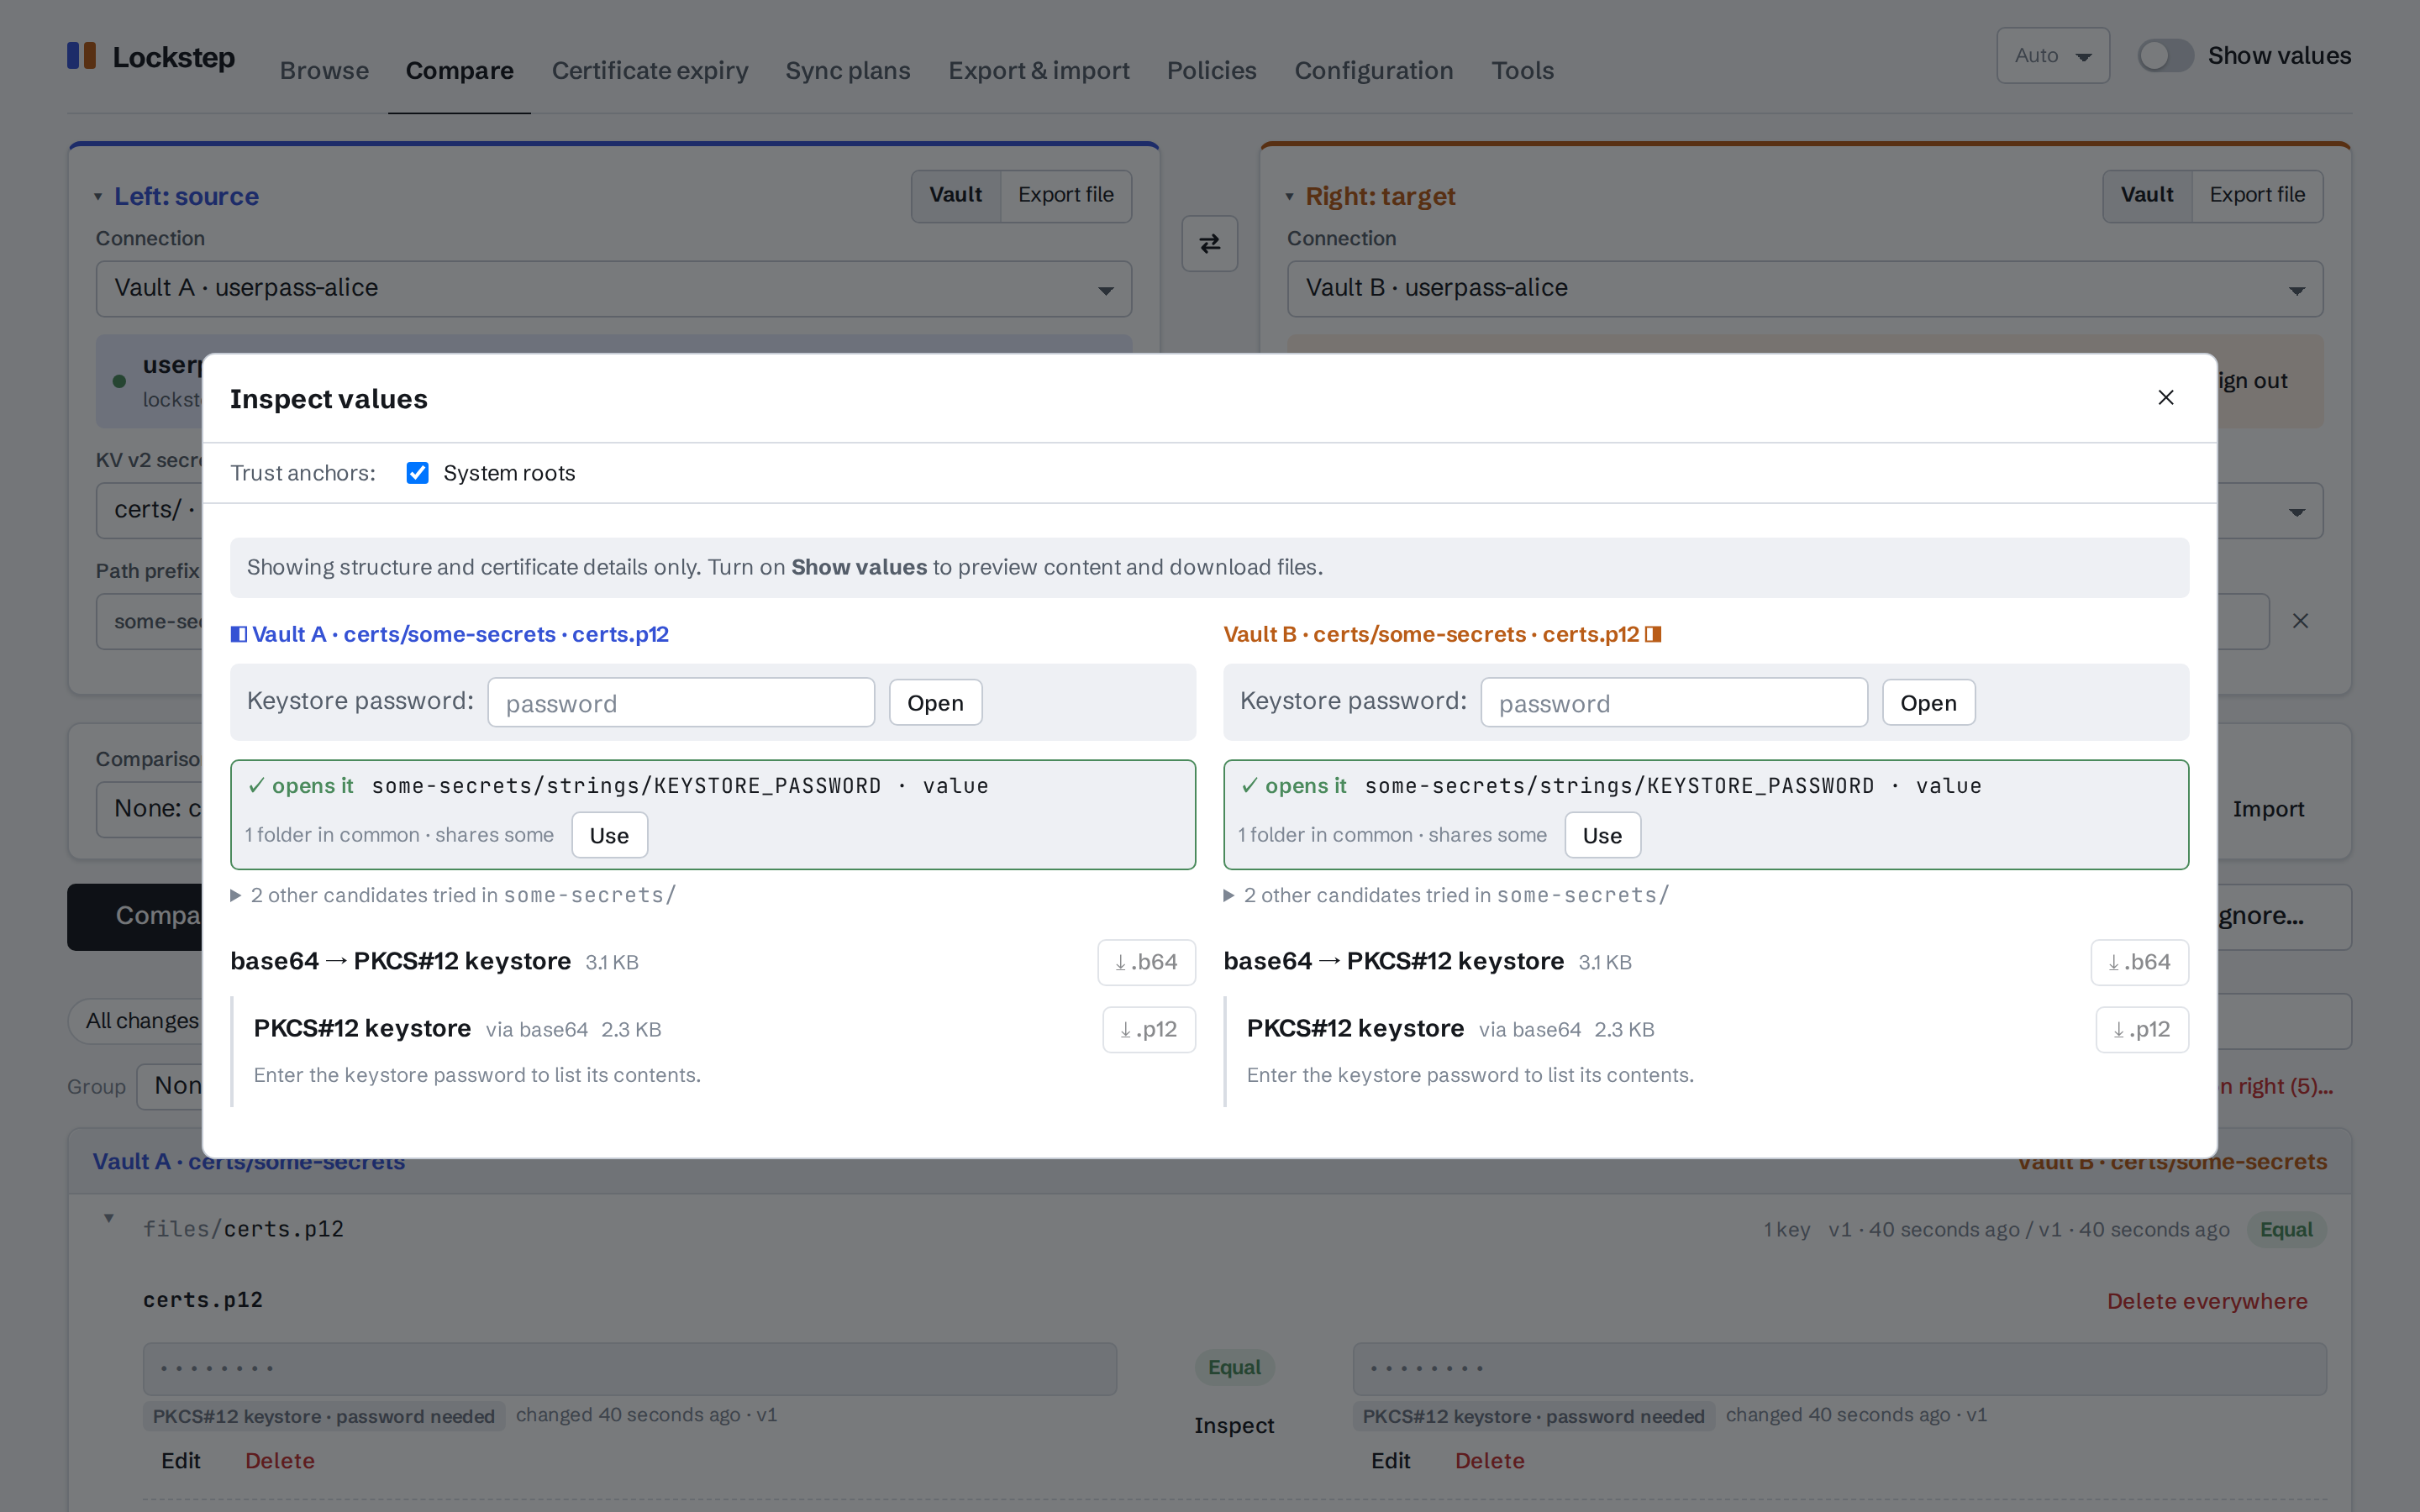 Lockstep Browse Compare Certificate expiry Sync plans Export & import Policies Configuration Tools Auto Show values
Left: source Vault Export file
Right: target Vault Export file
Connection
Connection
Vault A · userpass-alice
Vault B · userpass-alice
Inspect values
Trust anchors: System roots
KV v2
certs/ ·
Path prefix
Showing structure and certificate details only. Turn on Show values to preview content and download files.
Vault A · certs/some-secrets · certs.p12
Vault B · certs/some-secrets · certs.p12
Keystore password: password Open
Keystore password: password Open
✓ opens it some-secrets/strings/KEYSTORE_PASSWORD · value
1 folder in common · shares some Use
✓ opens it some-secrets/strings/KEYSTORE_PASSWORD · value
1 folder in common · shares some Use
Import
▶ 2 other candidates tried in some-secrets/
▶ 2 other candidates tried in some-secrets/
base64 → PKCS#12 keystore 3.1 KB ↓.b64
base64 → PKCS#12 keystore 3.1 KB ↓.b64
PKCS#12 keystore via base64 2.3 KB ↓.p12
PKCS#12 keystore via base64 2.3 KB ↓.p12
Enter the keystore password to list its contents.
Enter the keystore password to list its contents.
All changes
Group
on right (5)...
Vault A · certs/some-secrets
Vault B · certs/some-secrets
files/certs.p12 1 key v1 · 40 seconds ago / v1 · 40 seconds ago Equal
certs.p12 Delete everywhere
•••••••• Equal ••••••••
PKCS#12 keystore · password needed changed 40 seconds ago · v1
Inspect
PKCS#12 keystore · password needed changed 40 seconds ago · v1
Edit Delete
Edit Delete